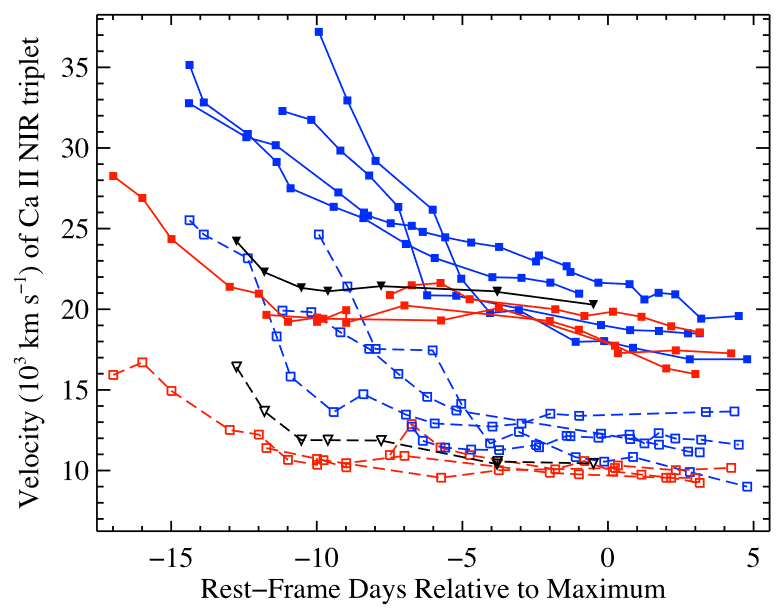 Velocity (10³ km s⁻¹) of Ca II NIR triplet
35
30
25
20
15
10
−15 −10 −5 0 5
Rest−Frame Days Relative to Maximum